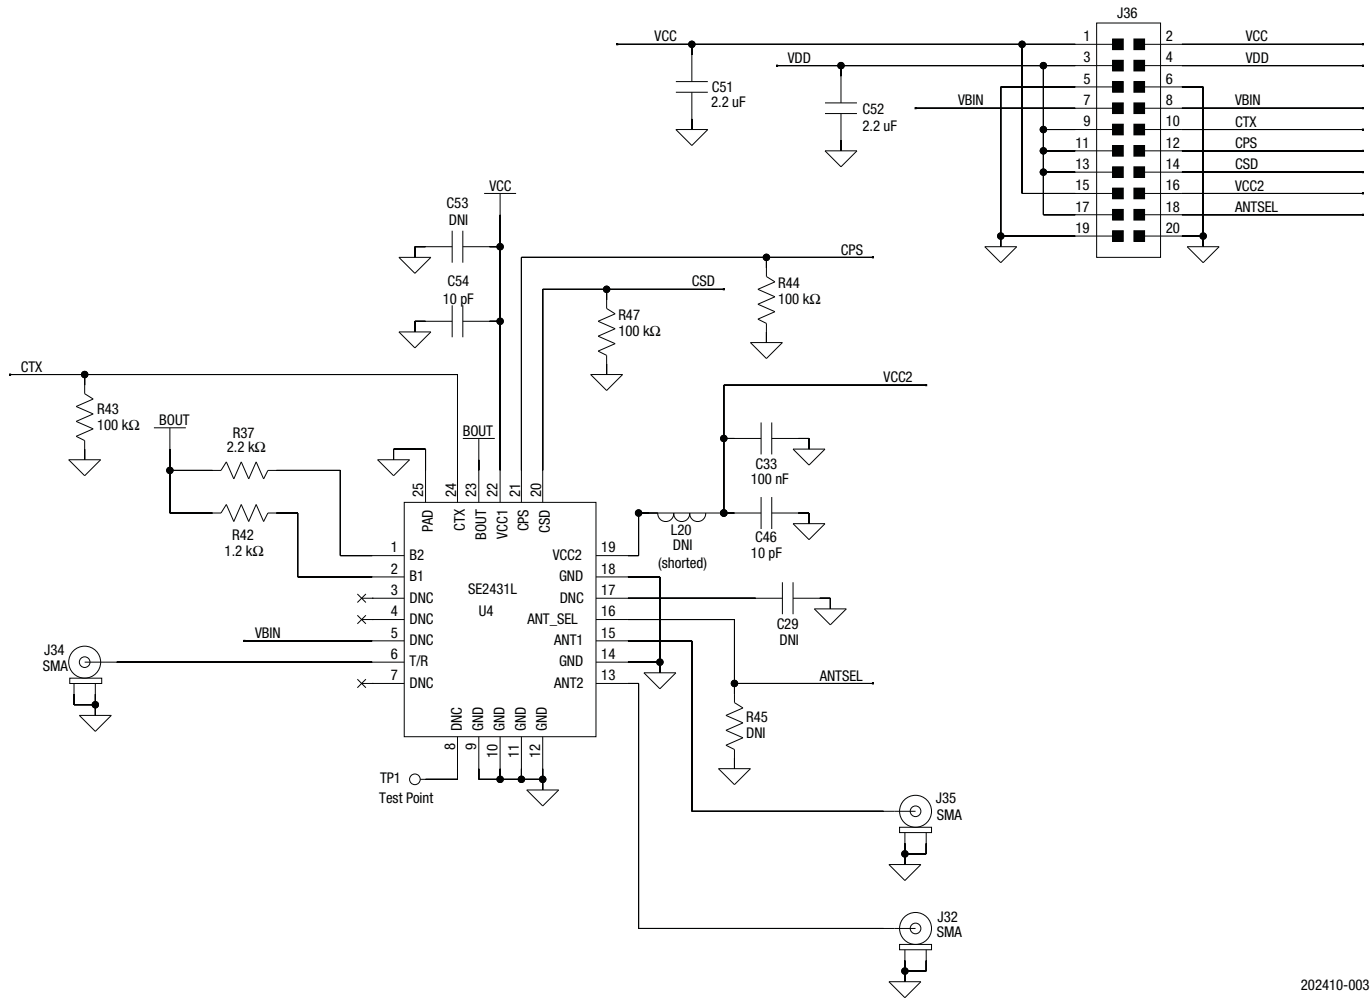 J36
VCC
1
2
VCC
VDD
3
4
VDD
C51
2.2 uF
5
6
C52
2.2 uF
VBIN
7
8
VBIN
9
10
CTX
11
12
CPS
13
14
CSD
15
16
VCC2
17
18
ANTSEL
19
20
VCC
C53
DNI
C54
10 pF
CPS
R44
100 kΩ
CSD
R47
100 kΩ
CTX
R43
100 kΩ
BOUT
R37
2.2 kΩ
R42
1.2 kΩ
BOUT
VCC2
C33
100 nF
C46
10 pF
L20
DNI
(shorted)
25
24
23
22
21
20
PAD
CTX
BOUT
VCC1
CPS
CSD
1
B2
2
B1
3
DNC
4
DNC
VBIN
5
DNC
6
T/R
7
DNC
SE2431L
U4
VCC2
19
GND
18
DNC
17
ANT_SEL
16
ANT1
15
GND
14
ANT2
13
C29
DNI
J34
SMA
ANTSEL
R45
DNI
DNC
GND
GND
GND
GND
8
9
10
11
12
TP1
Test Point
J35
SMA
J32
SMA
202410-003